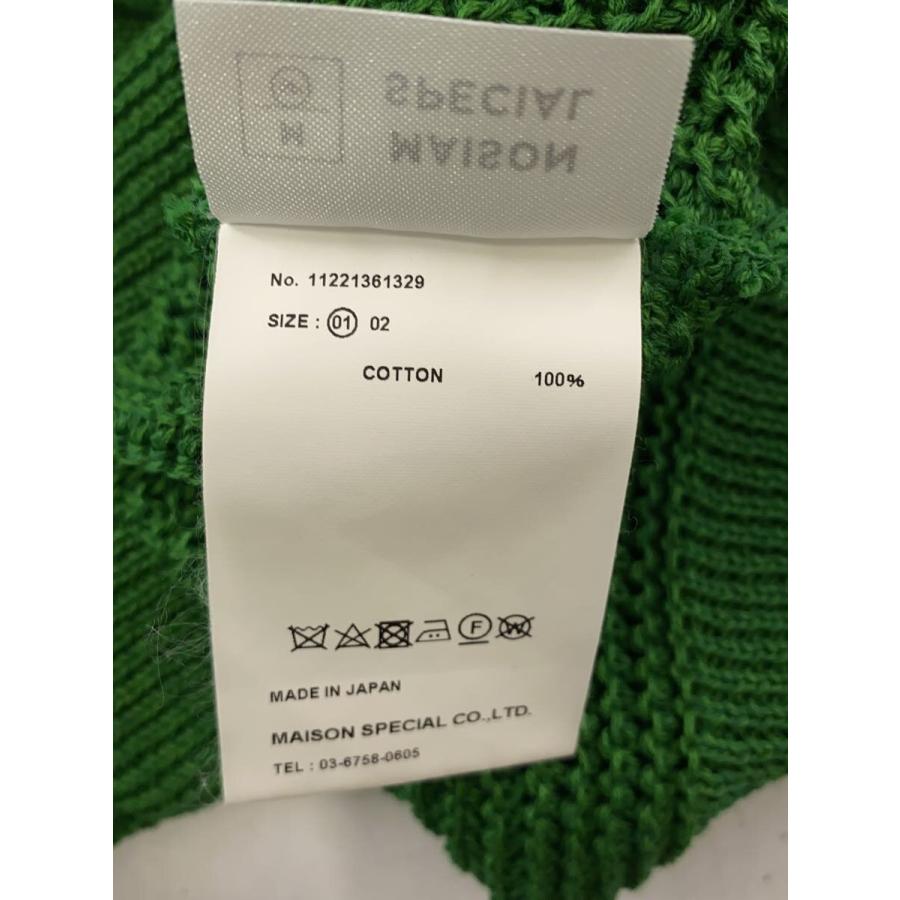 SPECIAL
MAISON
M
No. 11221361329
SIZE : 01 02
COTTON 100%
F
W
MADE IN JAPAN
MAISON SPECIAL CO.,LTD.
TEL : 03-6758-0605